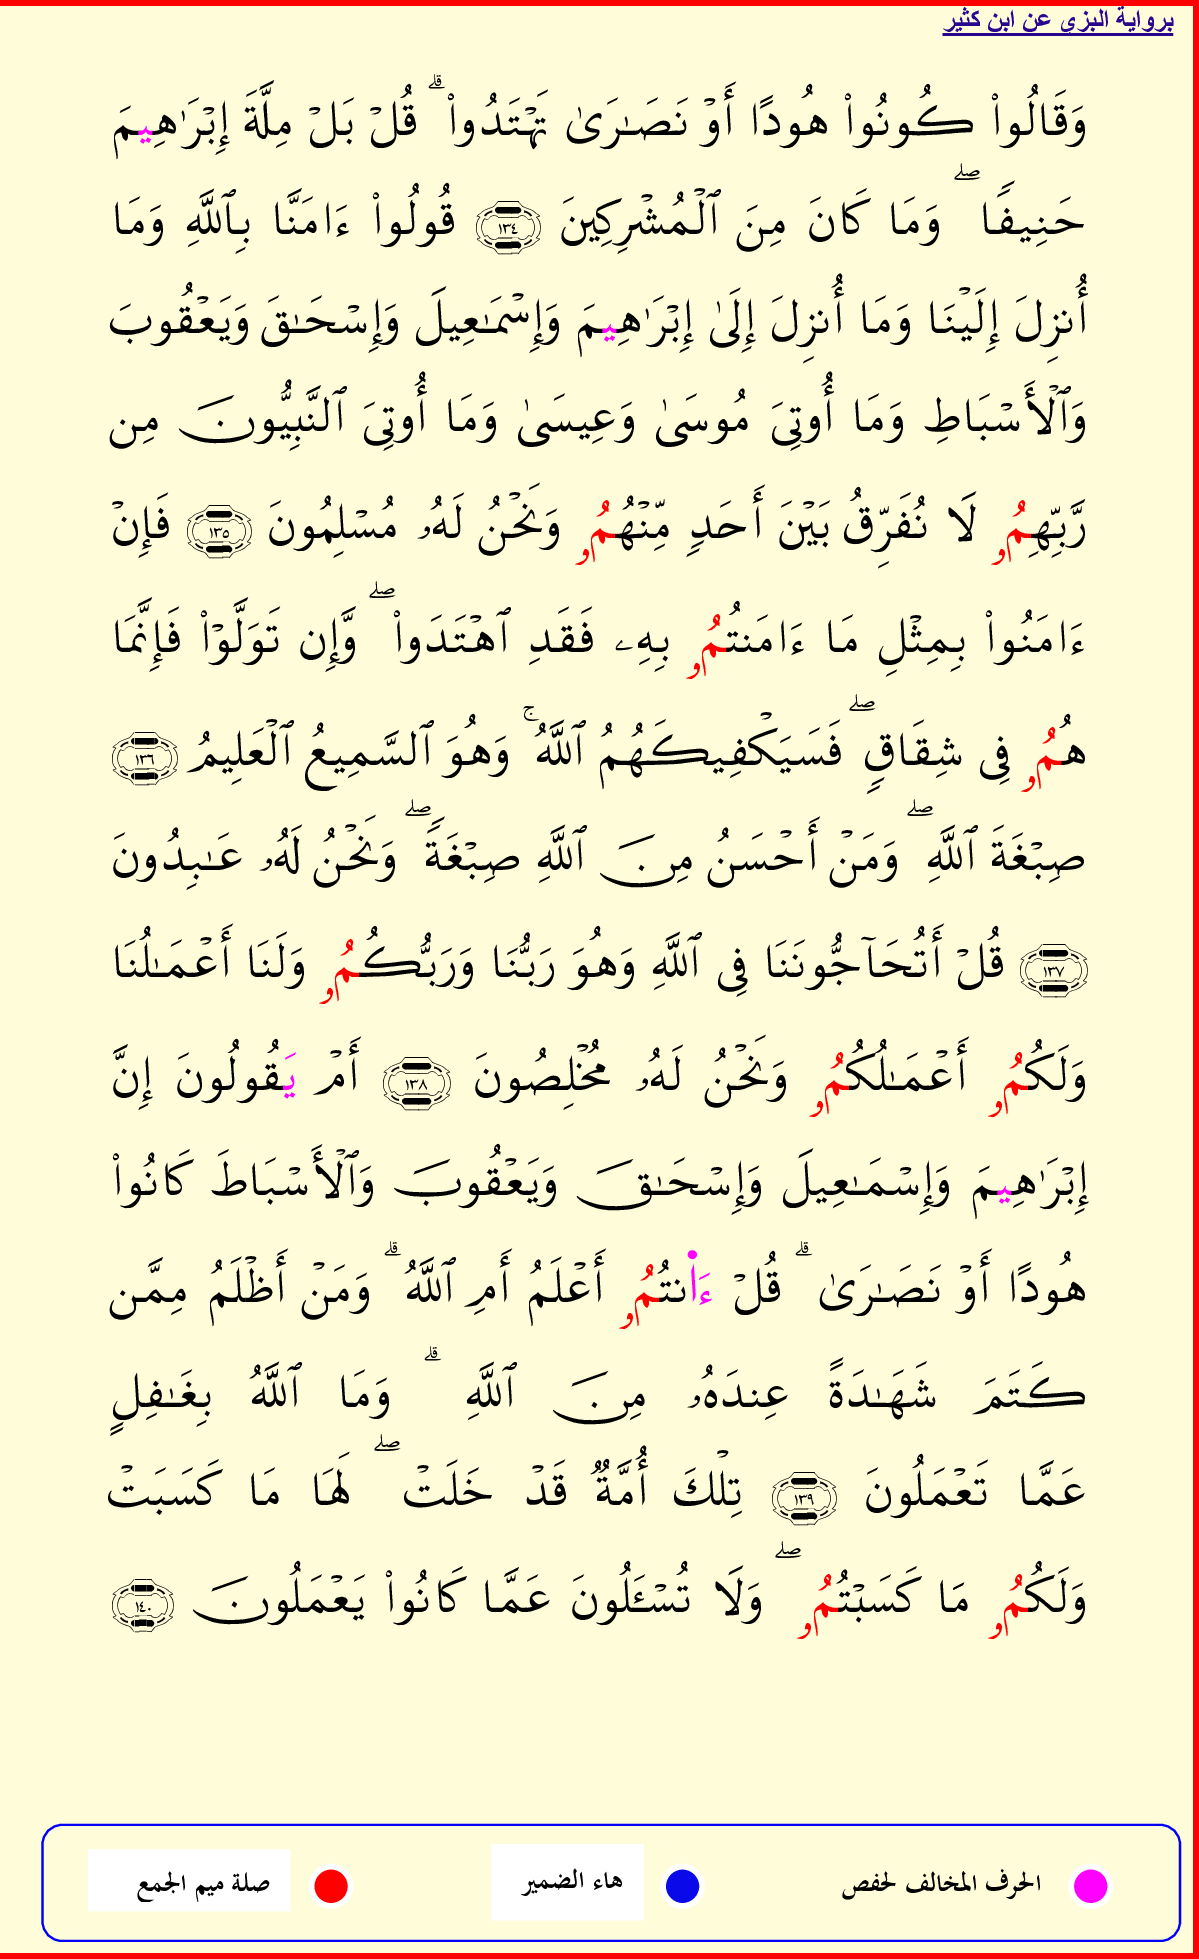 برواية البزي عن ابن كثير
وَقَالُوا۟ كُونُوا۟ هُودًا أَوۡ نَصَـٰرَىٰ تَهۡتَدُوا۟ ۗ قُلۡ بَلۡ مِلَّةَ إِبۡرَٰهِيمَ
حَنِيفًا ۖ وَمَا كَانَ مِنَ ٱلۡمُشۡرِكِينَ ١٣٤ قُولُوا۟ ءَامَنَّا بِٱللَّهِ وَمَا
أُنزِلَ إِلَيۡنَا وَمَا أُنزِلَ إِلَىٰ إِبۡرَٰهِيمَ وَإِسۡمَـٰعِيلَ وَإِسۡحَـٰقَ وَيَعۡقُوبَ
وَٱلۡأَسۡبَاطِ وَمَا أُوتِيَ مُوسَىٰ وَعِيسَىٰ وَمَا أُوتِيَ ٱلنَّبِيُّونَ مِن
رَّبِّهِمُۥ لَا نُفَرِّقُ بَيۡنَ أَحَدٍ مِّنۡهُمُۥ وَنَحۡنُ لَهُۥ مُسۡلِمُونَ ١٣٥ فَإِنۡ
ءَامَنُوا۟ بِمِثۡلِ مَا ءَامَنتُمُۥ بِهِۦ فَقَدِ ٱهۡتَدَوا۟ ۖ وَّإِن تَوَلَّوۡا۟ فَإِنَّمَا
هُمُۥ فِي شِقَاقٍ ۖ فَسَيَكۡفِيكَهُمُ ٱللَّهُ ۚ وَهُوَ ٱلسَّمِيعُ ٱلۡعَلِيمُ ١٣٦
صِبۡغَةَ ٱللَّهِ ۖ وَمَنۡ أَحۡسَنُ مِنَ ٱللَّهِ صِبۡغَةً ۖ وَنَحۡنُ لَهُۥ عَـٰبِدُونَ
١٣٧ قُلۡ أَتُحَآجُّونَنَا فِي ٱللَّهِ وَهُوَ رَبُّنَا وَرَبُّكُمُۥ وَلَنَا أَعۡمَـٰلُنَا
وَلَكُمُۥ أَعۡمَـٰلُكُمُۥ وَنَحۡنُ لَهُۥ مُخۡلِصُونَ ١٣٨ أَمۡ يَقُولُونَ إِنَّ
إِبۡرَٰهِيمَ وَإِسۡمَـٰعِيلَ وَإِسۡحَـٰقَ وَيَعۡقُوبَ وَٱلۡأَسۡبَاطَ كَانُوا۟
هُودًا أَوۡ نَصَـٰرَىٰ ۗ قُلۡ ءَا۬نتُمُۥ أَعۡلَمُ أَمِ ٱللَّهُ ۗ وَمَنۡ أَظۡلَمُ مِمَّن
كَتَمَ شَهَـٰدَةً عِندَهُۥ مِنَ ٱللَّهِ ۗ وَمَا ٱللَّهُ بِغَـٰفِلٍ
عَمَّا تَعۡمَلُونَ ١٣٩ تِلۡكَ أُمَّةٌ قَدۡ خَلَتۡ ۖ لَهَا مَا كَسَبَتۡ
وَلَكُمُۥ مَا كَسَبۡتُمُۥ ۖ وَلَا تُسۡـَٔلُونَ عَمَّا كَانُوا۟ يَعۡمَلُونَ ١٤٠
الحرف المخالف لحفص هاء الضمير صلة ميم الجمع